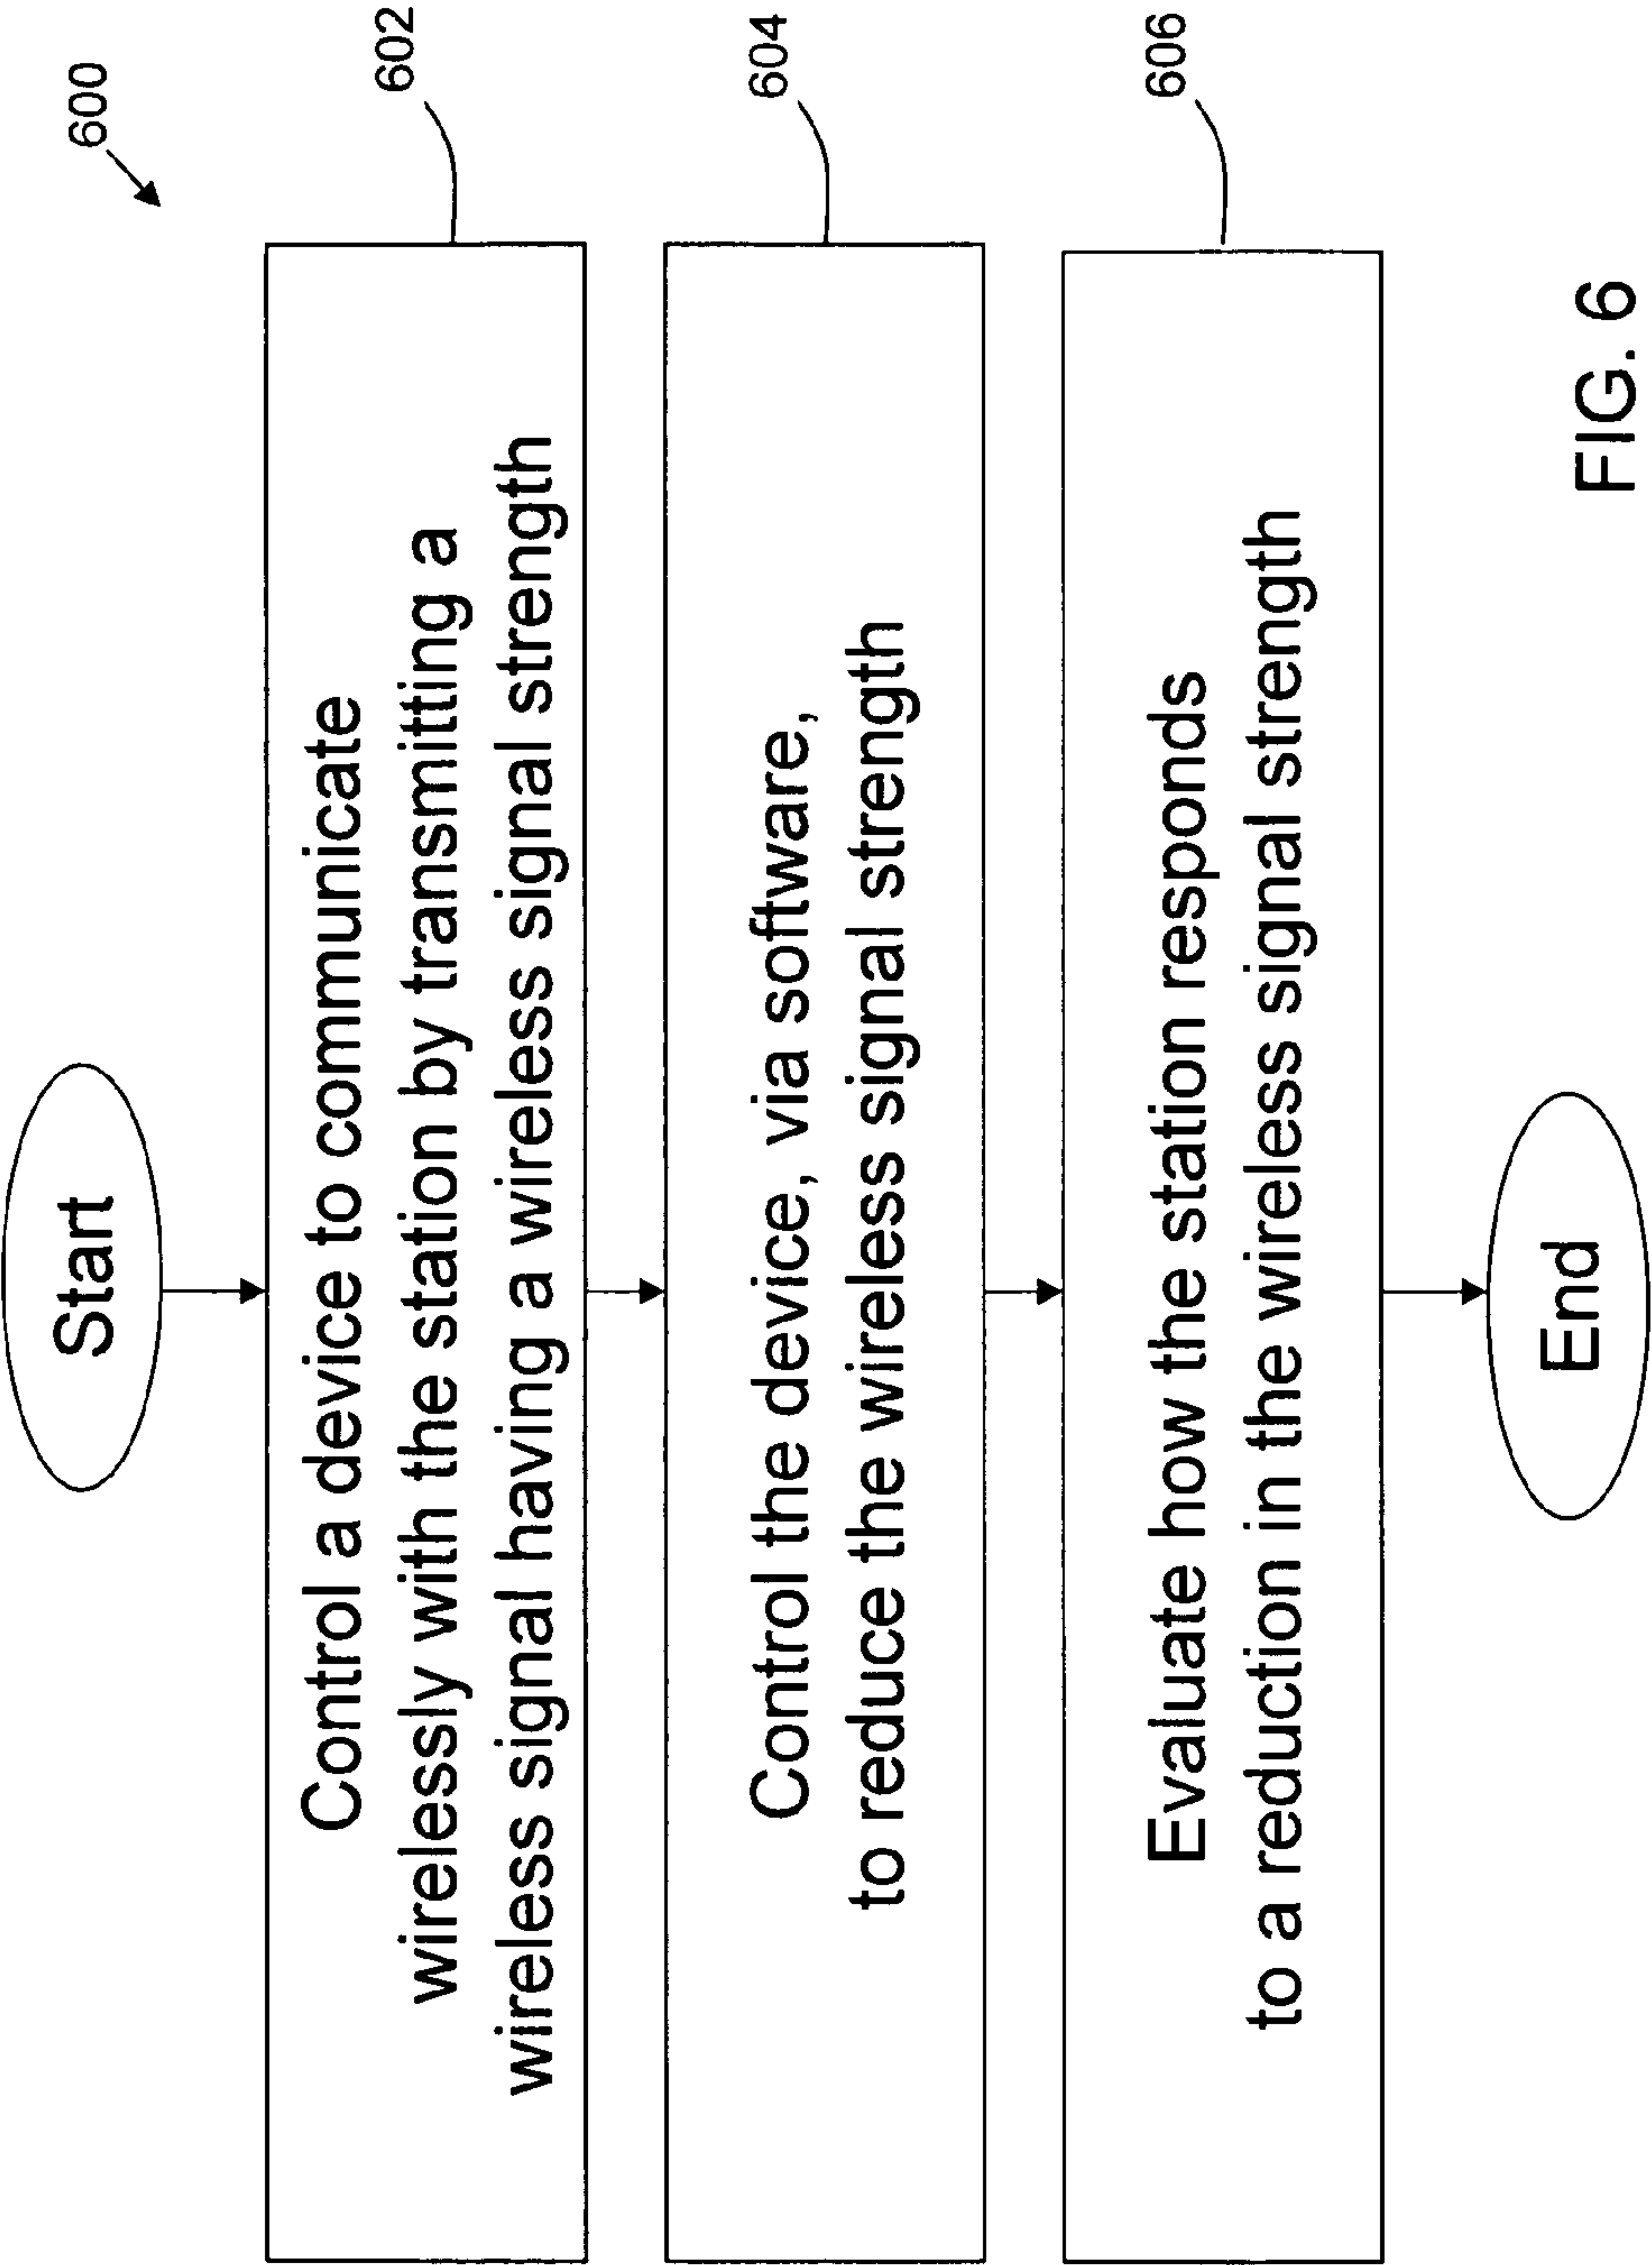 600
Start
Control a device to communicate
wirelessly with the station by transmitting a
wireless signal having a wireless signal strength
602
Control the device, via software,
to reduce the wireless signal strength
604
Evaluate how the station responds
to a reduction in the wireless signal strength
606
End
FIG. 6